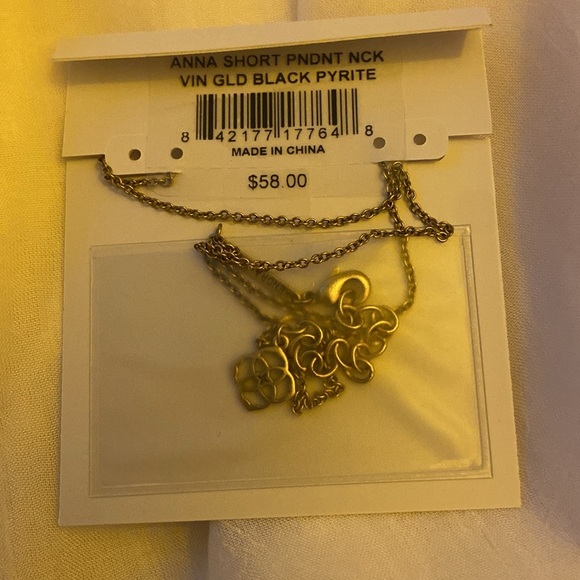 ANNA SHORT PNDNT NCK
VIN GLD BLACK PYRITE
8 42177 17764 8
MADE IN CHINA
$58.00